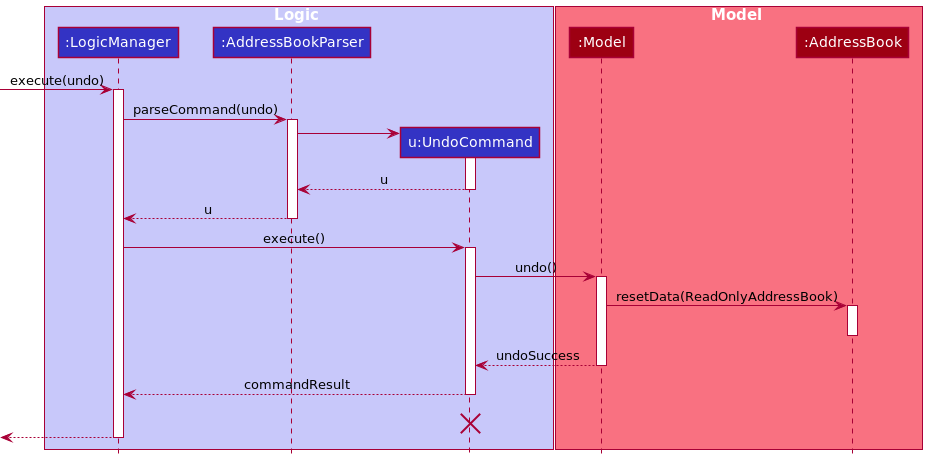 Logic
Model
:LogicManager
:AddressBookParser
:Model
:AddressBook
execute(undo)
parseCommand(undo)
u:UndoCommand
u
u
execute()
undo()
resetData(ReadOnlyAddressBook)
undoSuccess
commandResult